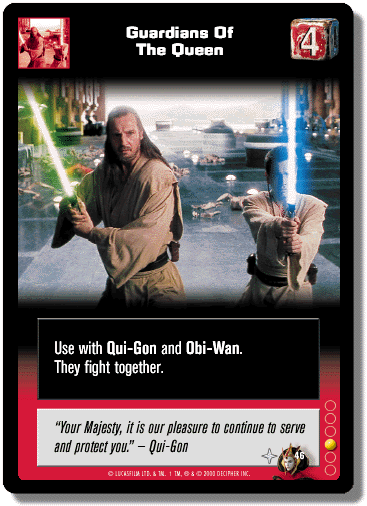 Guardians Of
The Queen
4
Use with Qui-Gon and Obi-Wan.
They fight together.
“Your Majesty, it is our pleasure to continue to serve
and protect you.” – Qui-Gon
46
© LUCASFILM LTD. & TM. † TM, ® & © 2000 DECIPHER INC.